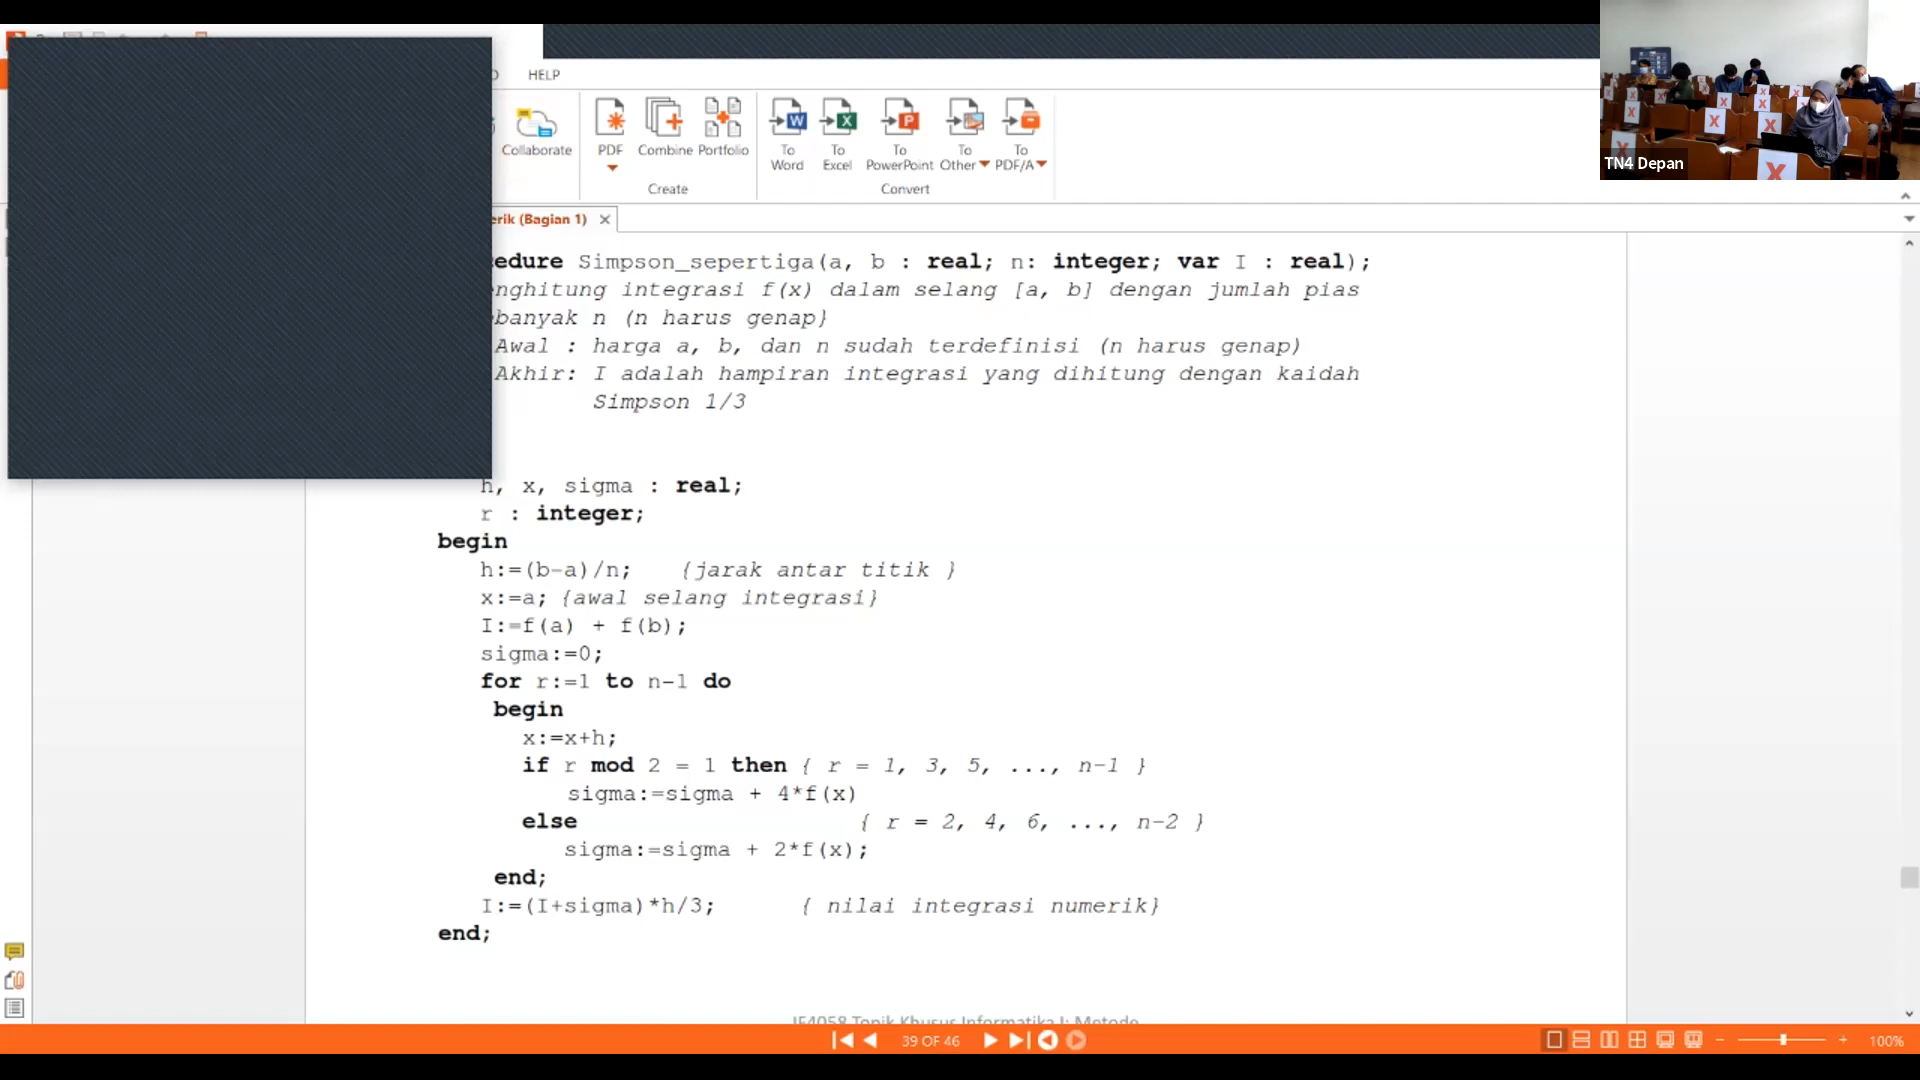 HELP
Collaborate
PDF
Combine
Portfolio
To Word
To Excel
To PowerPoint
To Other
To PDF/A
Create
Convert
TN4 Depan
X
X
X
X
X
(Bagian 1)
Simpson_sepertiga(a, b : real; n: integer; var I : real);
integrasi f(x) dalam selang [a, b] dengan jumlah pias
n (n harus genap}
Awal : harga a, b, dan n sudah terdefinisi (n harus genap)
Akhir: I adalah hampiran integrasi yang dihitung dengan kaidah
Simpson 1/3
h, x, sigma : real;
r : integer;
begin
h:=(b-a)/n; {jarak antar titik }
x:=a; {awal selang integrasi}
I:=f(a) + f(b);
sigma:=0;
for r:=1 to n-1 do
begin
x:=x+h;
if r mod 2 = 1 then { r = 1, 3, 5, ..., n-1 }
sigma:=sigma + 4*f(x)
else { r = 2, 4, 6, ..., n-2 }
sigma:=sigma + 2*f(x);
end;
I:=(I+sigma)*h/3; { nilai integrasi numerik}
end;
IF4058 Topik Khusus Informatika I: Metode
39 OF 46
100%